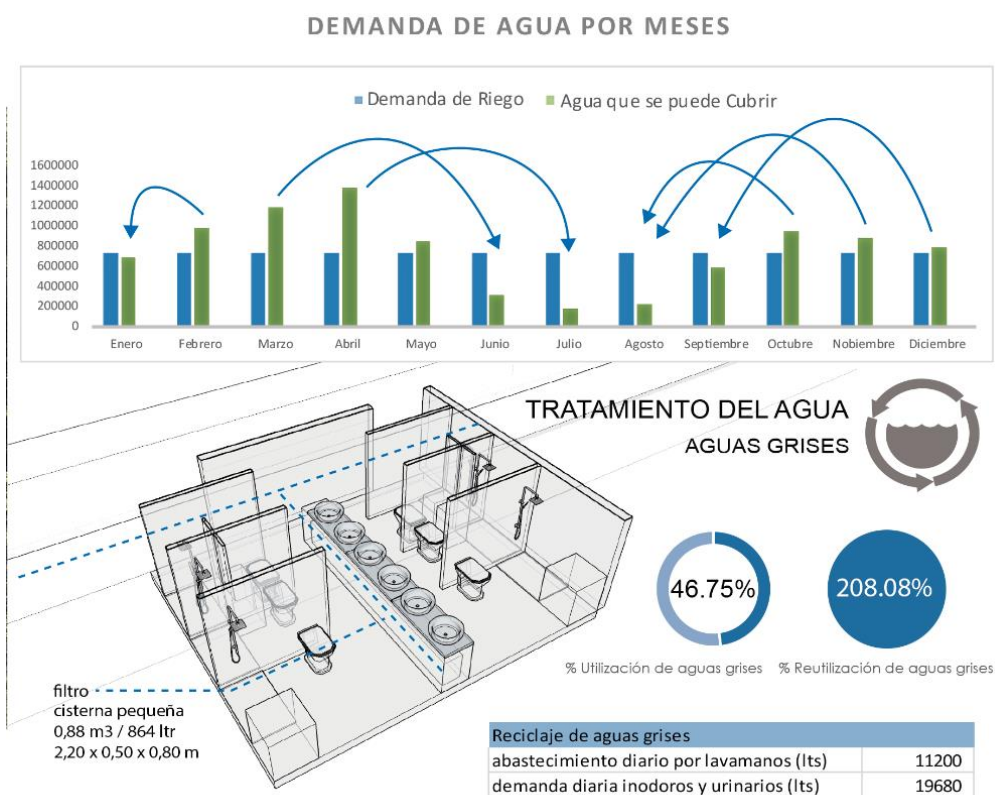 DEMANDA DE AGUA POR MESES
Demanda de Riego Agua que se puede Cubrir
1600000
1400000
1200000
1000000
800000
600000
400000
200000
0
Enero Febrero Marzo Abril Mayo Junio Julio Agosto Septiembre Octubre Nobiembre Diciembre
TRATAMIENTO DEL AGUA
AGUAS GRISES
46.75% 208.08%
% Utilización de aguas grises % Reutilización de aguas grises
filtro
cisterna pequeña
0,88 m3 / 864 ltr
2,20 x 0,50 x 0,80 m
Reciclaje de aguas grises
abastecimiento diario por lavamanos (lts) 11200
demanda diaria inodoros y urinarios (lts) 19680